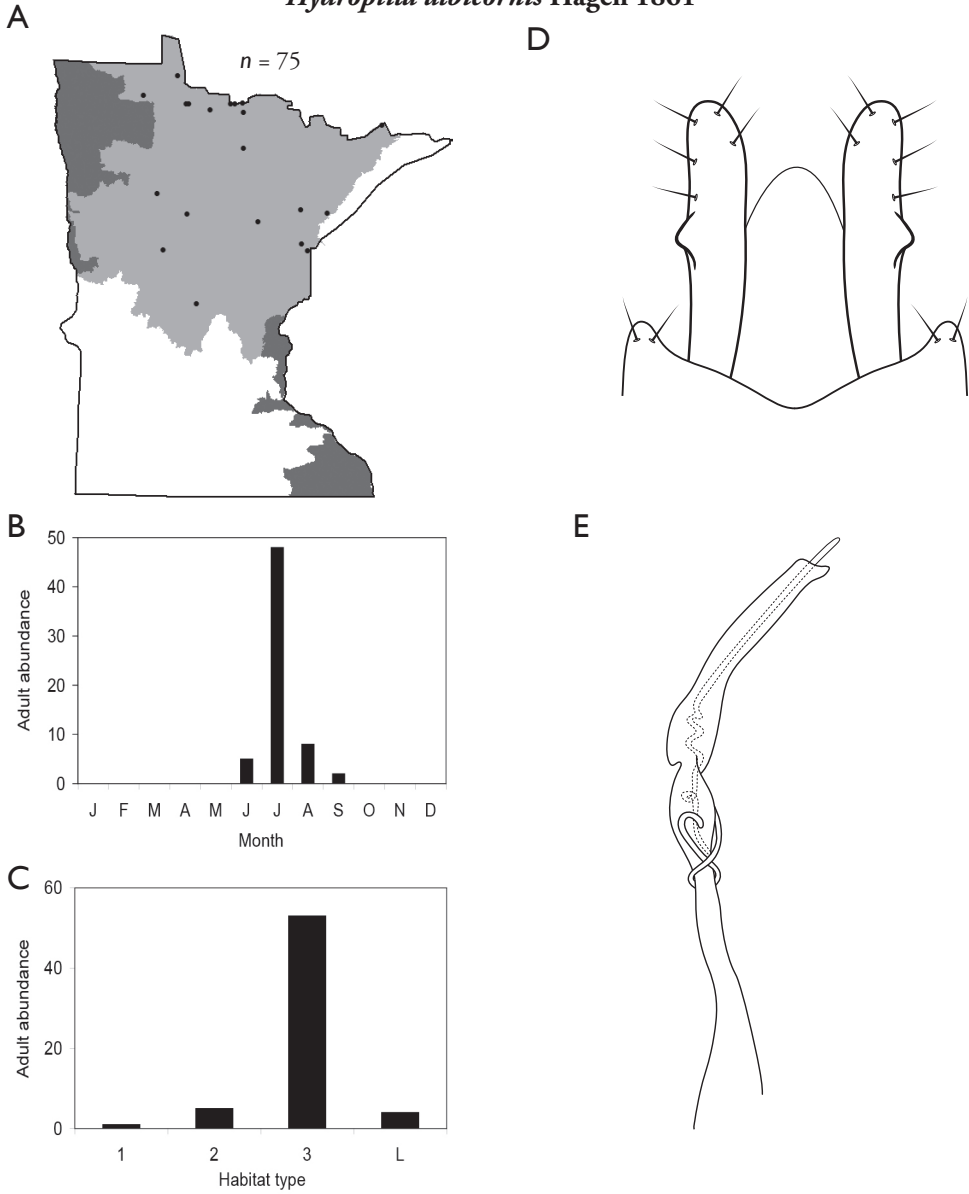 Hydroptila albicornis Hagen 1861
A
n = 75
D
B
50
40
30
20
10
0
Adult abundance
J F M A M J J A S O N D
Month
C
60
40
20
0
Adult abundance
1 2 3 L
Habitat type
E